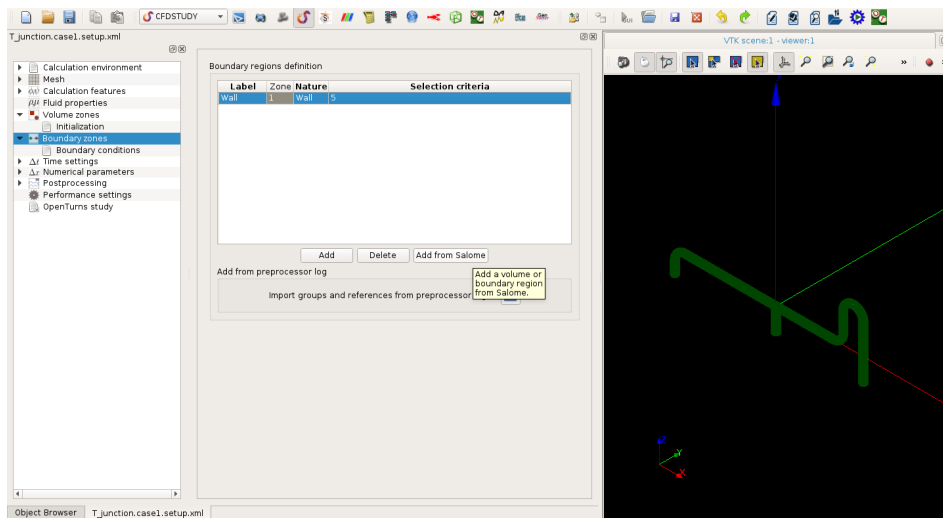 CFDSTUDY
T_junction.case1.setup.xml
VTK scene:1 - viewer:1
Calculation environment
Mesh
Calculation features
Fluid properties
Volume zones
Initialization
Boundary zones
Boundary conditions
Δt Time settings
Δx Numerical parameters
Postprocessing
Performance settings
OpenTurns study
Boundary regions definition
Label Zone Nature Selection criteria
Wall 1 Wall 5
Add Delete Add from Salome
Add from preprocessor log
Add a volume or
boundary region
from Salome.
Import groups and references from preprocessor
Z
Y
X
Object Browser T_junction.case1.setup.xml